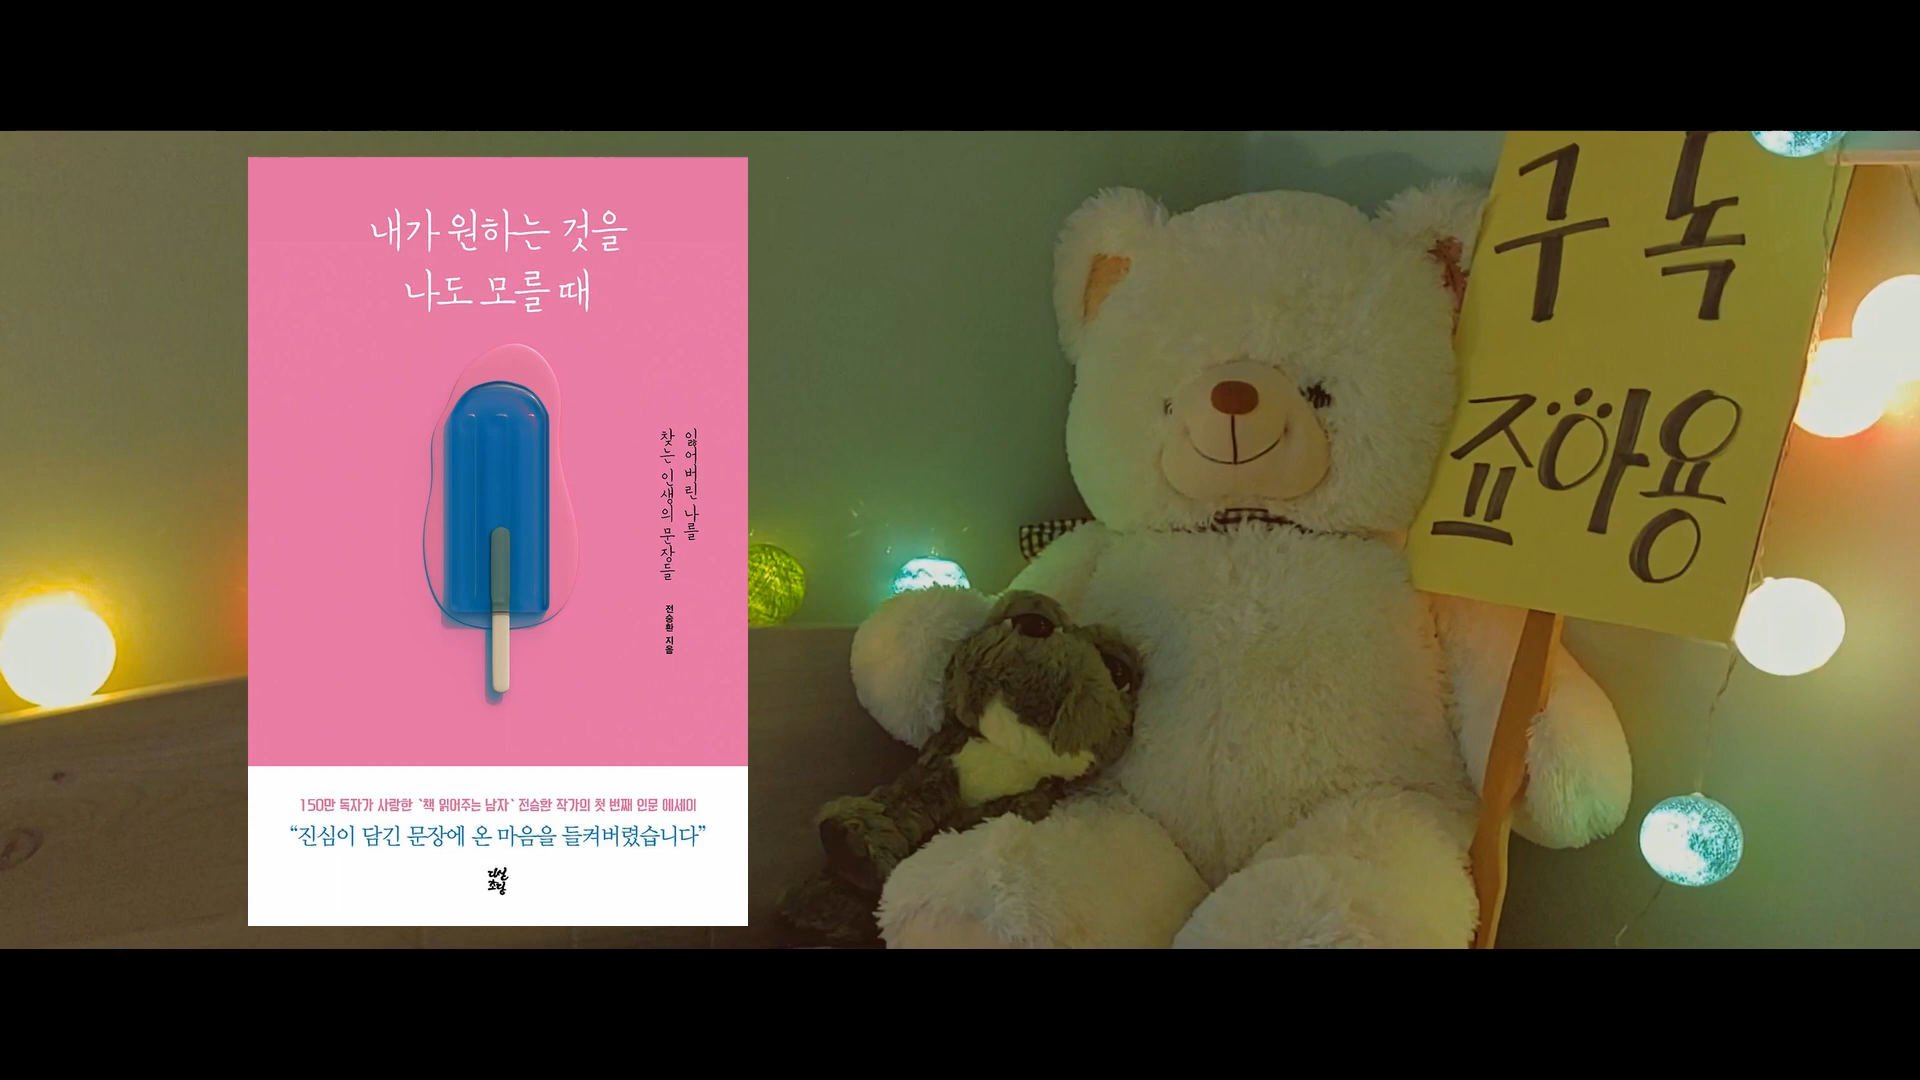 내가 원하는 것을
나도 모를 때
잃어버린 나를
찾는 인생의 문장들
전승환 지음
150만 독자가 사랑한 '책 읽어주는 남자' 전승환 작가의 첫 번째 인문 에세이
“진심이 담긴 문장에 온 마음을 들켜버렸습니다”
다산
초당
구독
죠아용